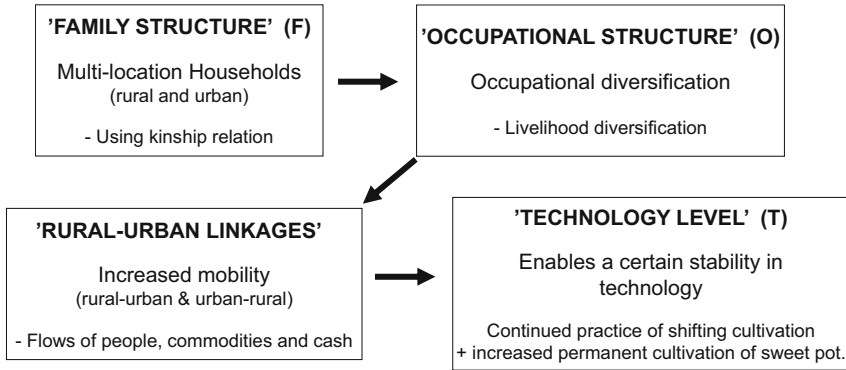 ’FAMILY STRUCTURE’ (F)
Multi-location Households
(rural and urban)
- Using kinship relation
’OCCUPATIONAL STRUCTURE’ (O)
Occupational diversification
- Livelihood diversification
’RURAL-URBAN LINKAGES’
Increased mobility
(rural-urban & urban-rural)
- Flows of people, commodities and cash
’TECHNOLOGY LEVEL’ (T)
Enables a certain stability in
technology
Continued practice of shifting cultivation
+ increased permanent cultivation of sweet pot.